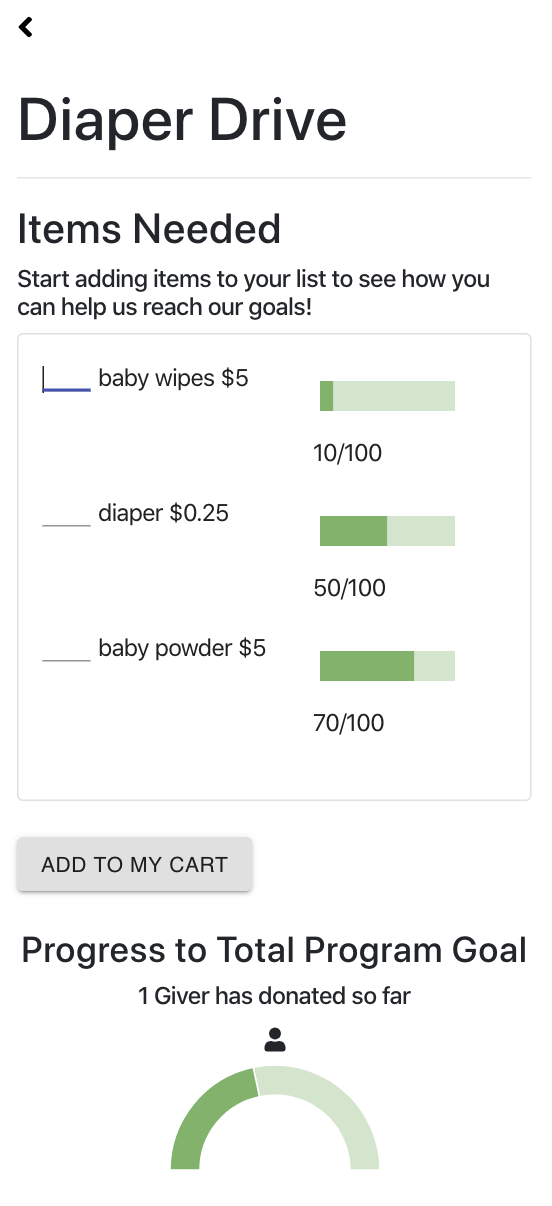 Diaper Drive
Items Needed
Start adding items to your list to see how you
can help us reach our goals!
baby wipes $5
10/100
diaper $0.25
50/100
baby powder $5
70/100
ADD TO MY CART
Progress to Total Program Goal
1 Giver has donated so far